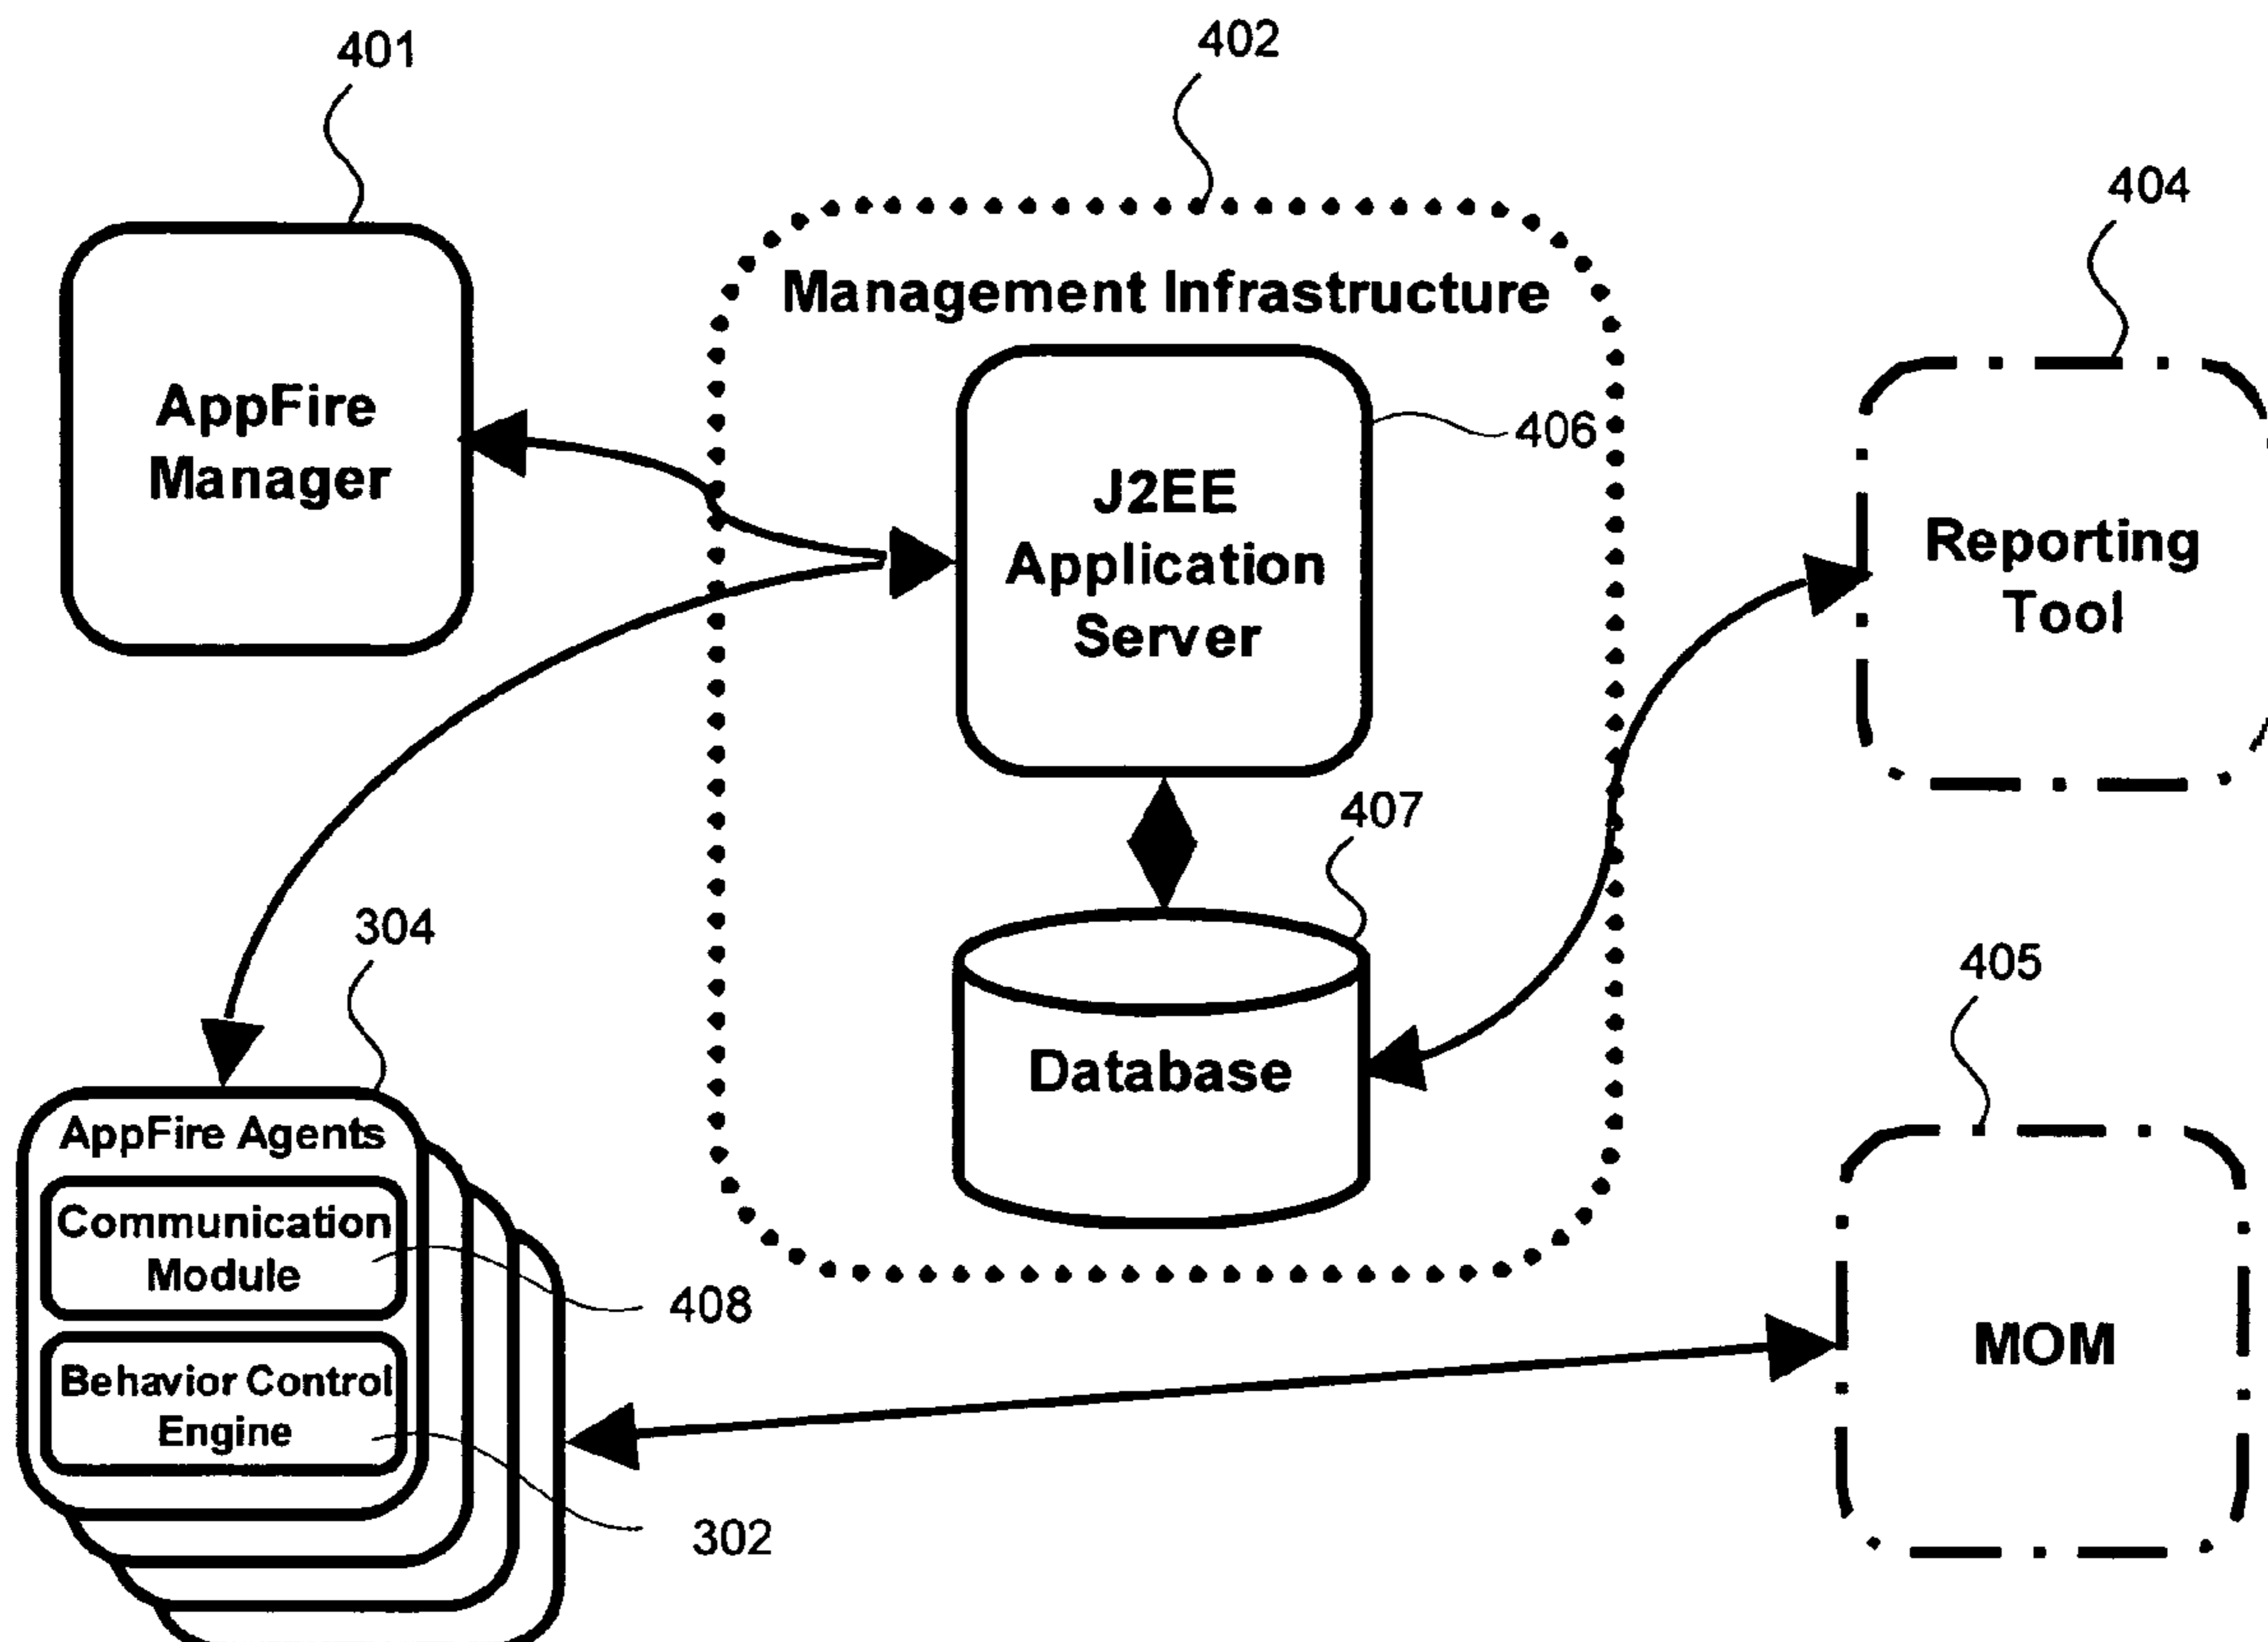 401
402
404
Management Infrastructure
AppFire
Manager
406
J2EE
Application
Server
Reporting
Tool
407
304
405
Database
AppFire Agents
Communication
Module
408
MOM
Behavior Control
Engine
302